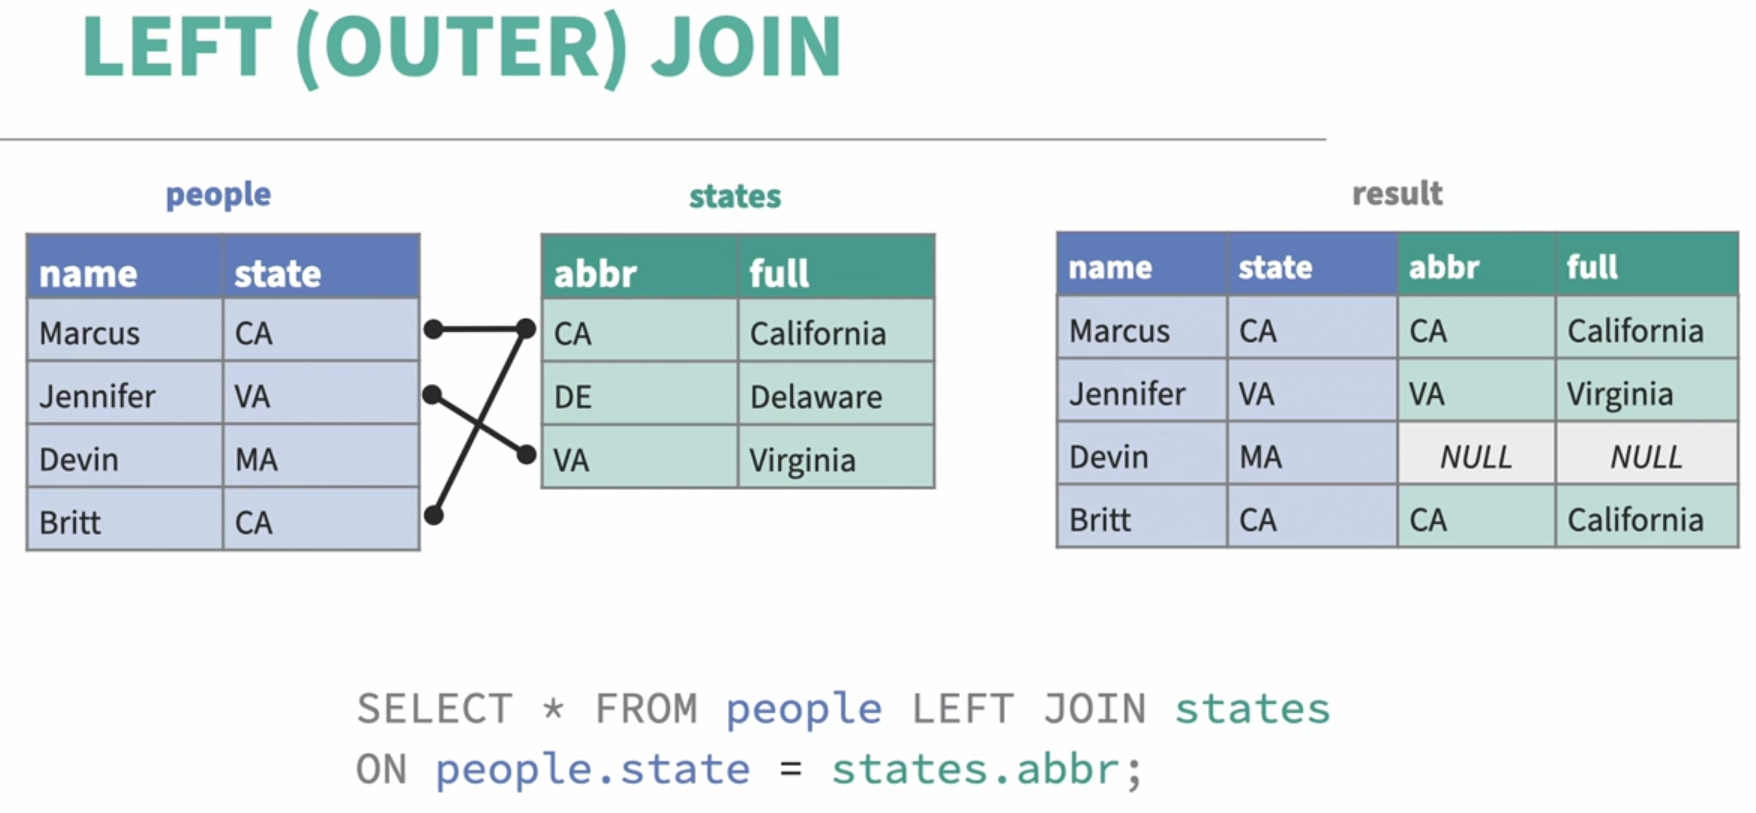 LEFT (OUTER) JOIN
people
name state
Marcus CA
Jennifer VA
Devin MA
Britt CA
states
abbr full
CA California
DE Delaware
VA Virginia
result
name state abbr full
Marcus CA CA California
Jennifer VA VA Virginia
Devin MA NULL NULL
Britt CA CA California
SELECT * FROM people LEFT JOIN states
ON people.state = states.abbr;